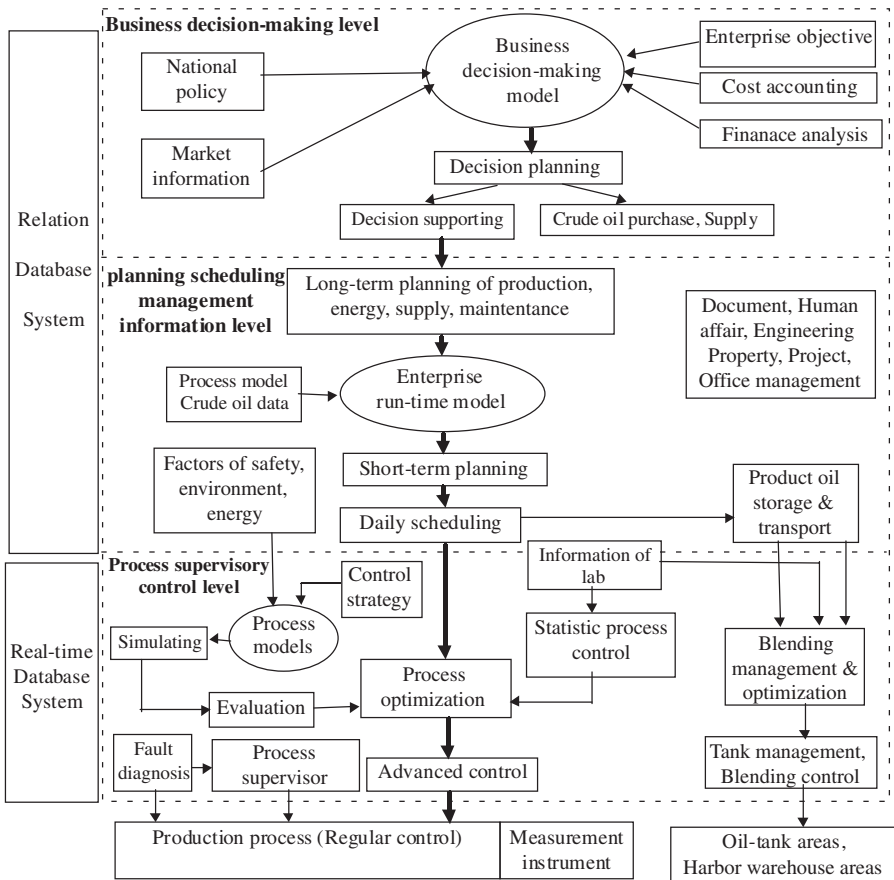 Business decision-making level
National
policy
Market
information
Business
decision-making
model
Enterprise objective
Cost accounting
Finanace analysis
Decision planning
Decision supporting
Crude oil purchase, Supply
Relation
Database
System
planning scheduling
management
information level
Long-term planning of production,
energy, supply, maintentance
Document, Human
affair, Engineering
Property, Project,
Office management
Process model
Crude oil data
Enterprise
run-time model
Factors of safety,
environment,
energy
Short-term planning
Daily scheduling
Product oil
storage &
transport
Real-time
Database
System
Process supervisory
control level
Control
strategy
Information of
lab
Simulating
Process
models
Statistic process
control
Evaluation
Process
optimization
Blending
management &
optimization
Fault
diagnosis
Process
supervisor
Advanced control
Tank management,
Blending control
Production process (Regular control)
Measurement
instrument
Oil-tank areas,
Harbor warehouse areas